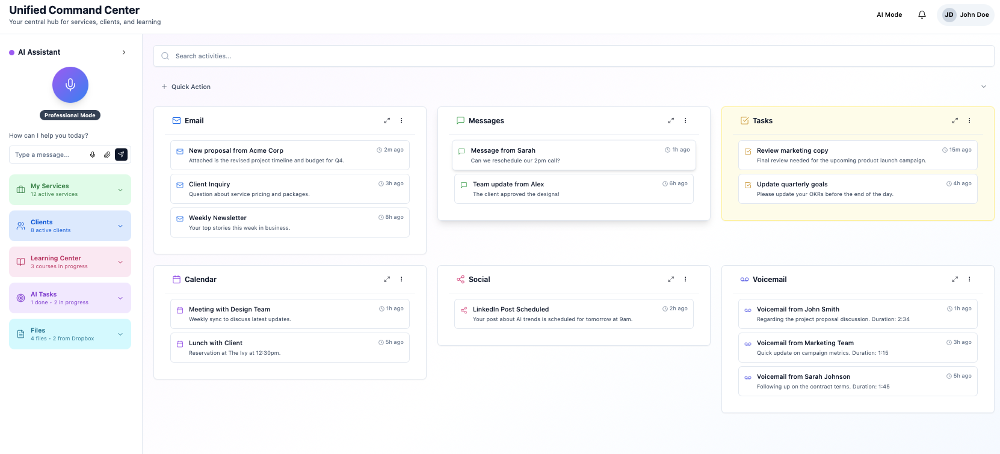 Unified Command Center
Your central hub for services, clients, and learning
AI Mode
JD
John Doe
AI Assistant
Professional Mode
How can I help you today?
Type a message...
My Services
12 active services
Clients
8 active clients
Learning Center
3 courses in progress
AI Tasks
1 done • 2 in progress
Files
4 files • 2 from Dropbox
Search activities...
Quick Action
Email
New proposal from Acme Corp
2m ago
Attached is the revised project timeline and budget for Q4.
Client Inquiry
3h ago
Question about service pricing and packages.
Weekly Newsletter
8h ago
Your top stories this week in business.
Messages
Message from Sarah
1h ago
Can we reschedule our 2pm call?
Team update from Alex
6h ago
The client approved the designs!
Tasks
Review marketing copy
15m ago
Final review needed for the upcoming product launch campaign.
Update quarterly goals
4h ago
Please update your OKRs before the end of the day.
Calendar
Meeting with Design Team
1h ago
Weekly sync to discuss latest updates.
Lunch with Client
5h ago
Reservation at The Ivy at 12:30pm.
Social
LinkedIn Post Scheduled
2h ago
Your post about AI trends is scheduled for tomorrow at 9am.
Voicemail
Voicemail from John Smith
1h ago
Regarding the project proposal discussion. Duration: 2:34
Voicemail from Marketing Team
3h ago
Quick update on campaign metrics. Duration: 1:15
Voicemail from Sarah Johnson
5h ago
Following up on the contract terms. Duration: 1:45